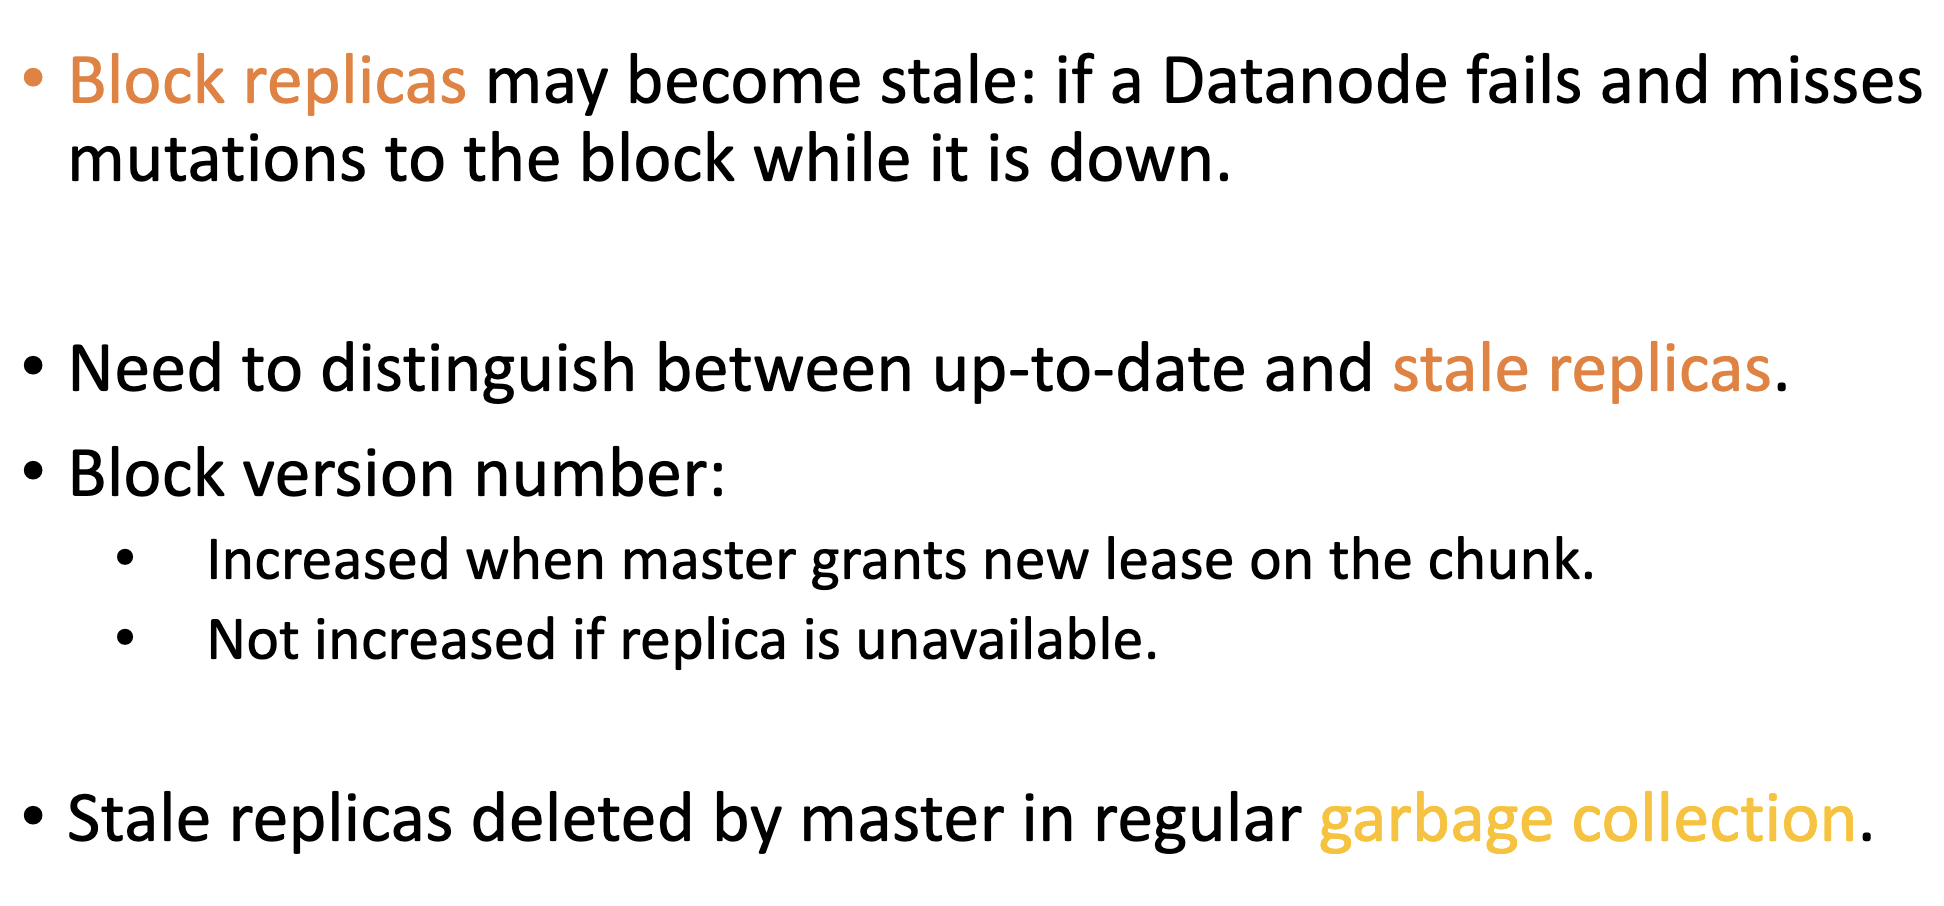 • Block replicas may become stale: if a Datanode fails and misses
mutations to the block while it is down.
• Need to distinguish between up-to-date and stale replicas.
• Block version number:
• Increased when master grants new lease on the chunk.
• Not increased if replica is unavailable.
• Stale replicas deleted by master in regular garbage collection.